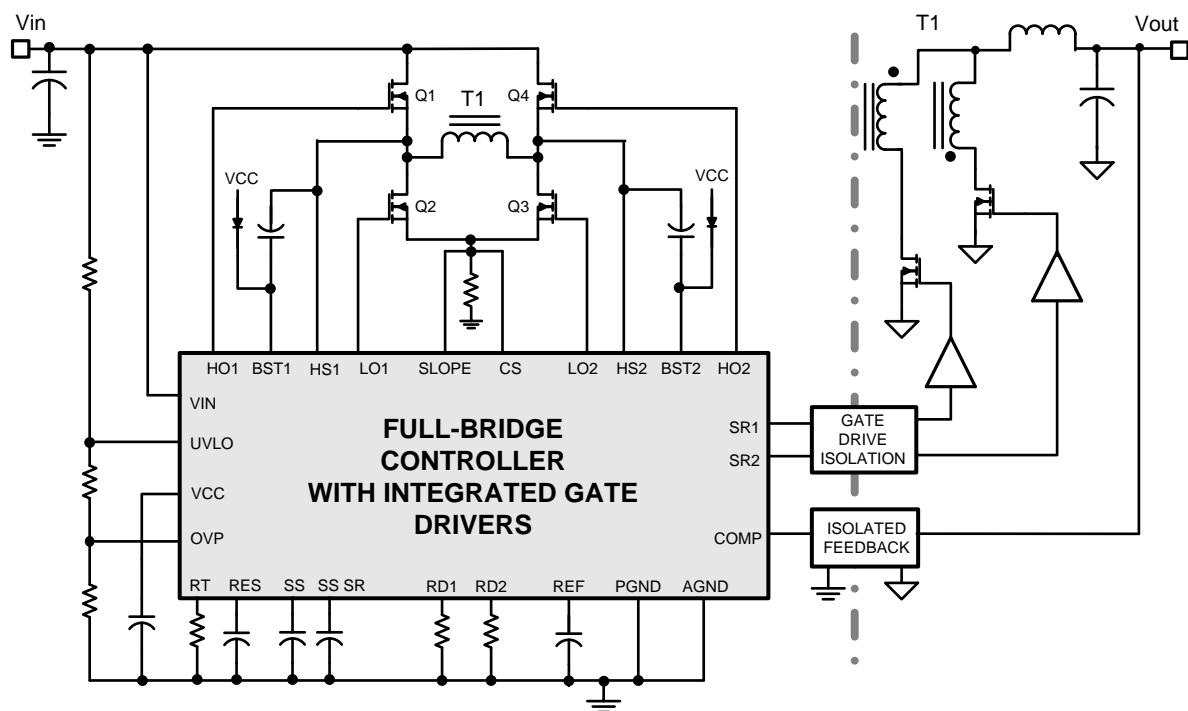 Vin
T1
Vout
Q1
Q4
T1
VCC
VCC
Q2
Q3
HO1
BST1
HS1
LO1
SLOPE
CS
LO2
HS2
BST2
HO2
VIN
UVLO
VCC
OVP
FULL-BRIDGE
CONTROLLER
WITH INTEGRATED GATE
DRIVERS
SR1
SR2
COMP
GATE
DRIVE
ISOLATION
ISOLATED
FEEDBACK
RT
RES
SS
SS SR
RD1
RD2
REF
PGND
AGND